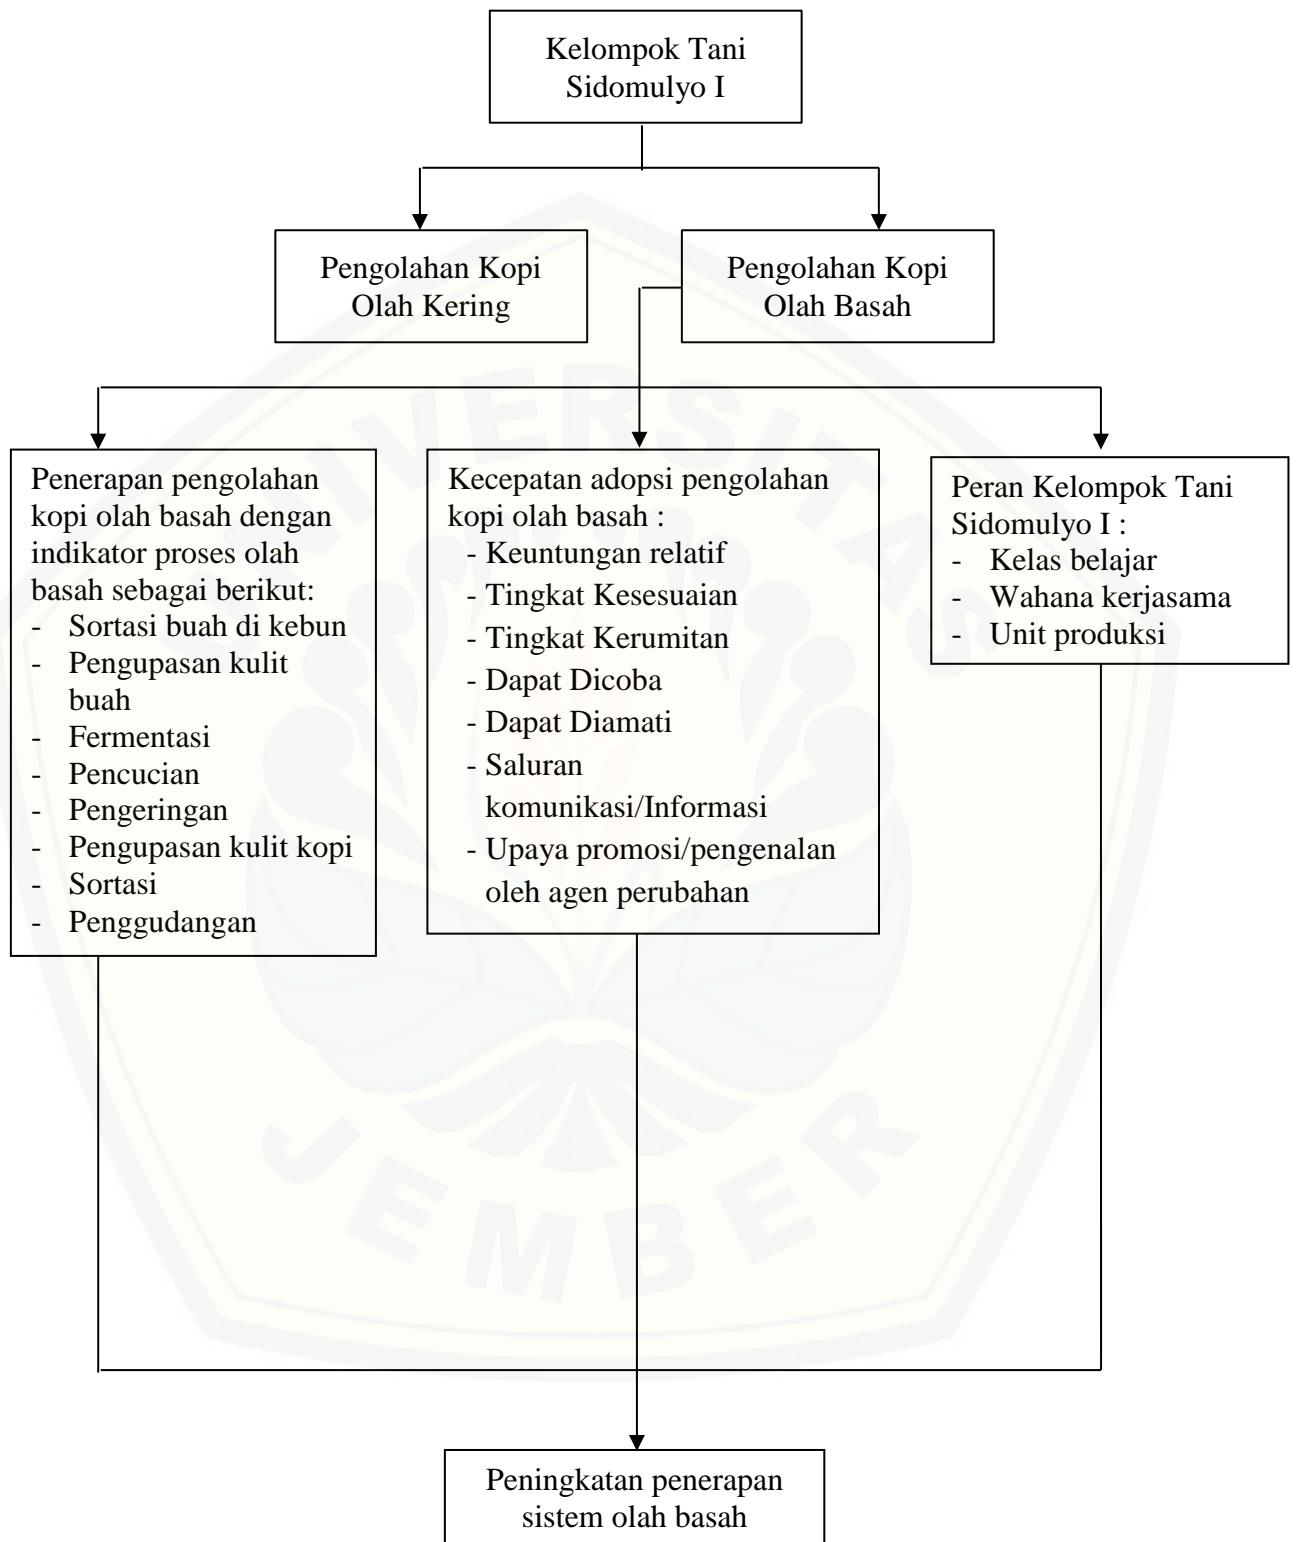 Kelompok Tani
Sidomulyo I
Pengolahan Kopi
Olah Kering
Pengolahan Kopi
Olah Basah
Penerapan pengolahan
kopi olah basah dengan
indikator proses olah
basah sebagai berikut:
- Sortasi buah di kebun
- Pengupasan kulit
buah
- Fermentasi
- Pencucian
- Pengeringan
- Pengupasan kulit kopi
- Sortasi
- Penggudangan
Kecepatan adopsi pengolahan
kopi olah basah :
- Keuntungan relatif
- Tingkat Kesesuaian
- Tingkat Kerumitan
- Dapat Dicoba
- Dapat Diamati
- Saluran
komunikasi/Informasi
- Upaya promosi/pengenalan
oleh agen perubahan
Peran Kelompok Tani
Sidomulyo I :
- Kelas belajar
- Wahana kerjasama
- Unit produksi
Peningkatan penerapan
sistem olah basah
UNIVERSITAS
JEMBER